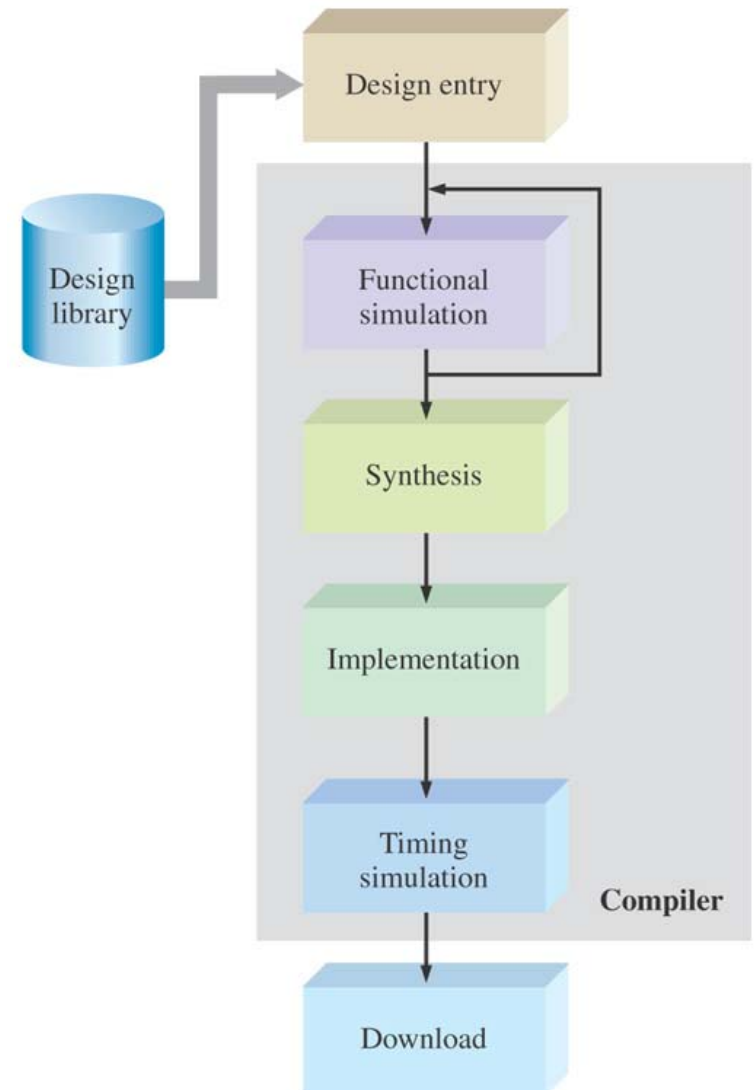 Design entry
Design
library
Functional
simulation
Synthesis
Implementation
Timing
simulation
Compiler
Download